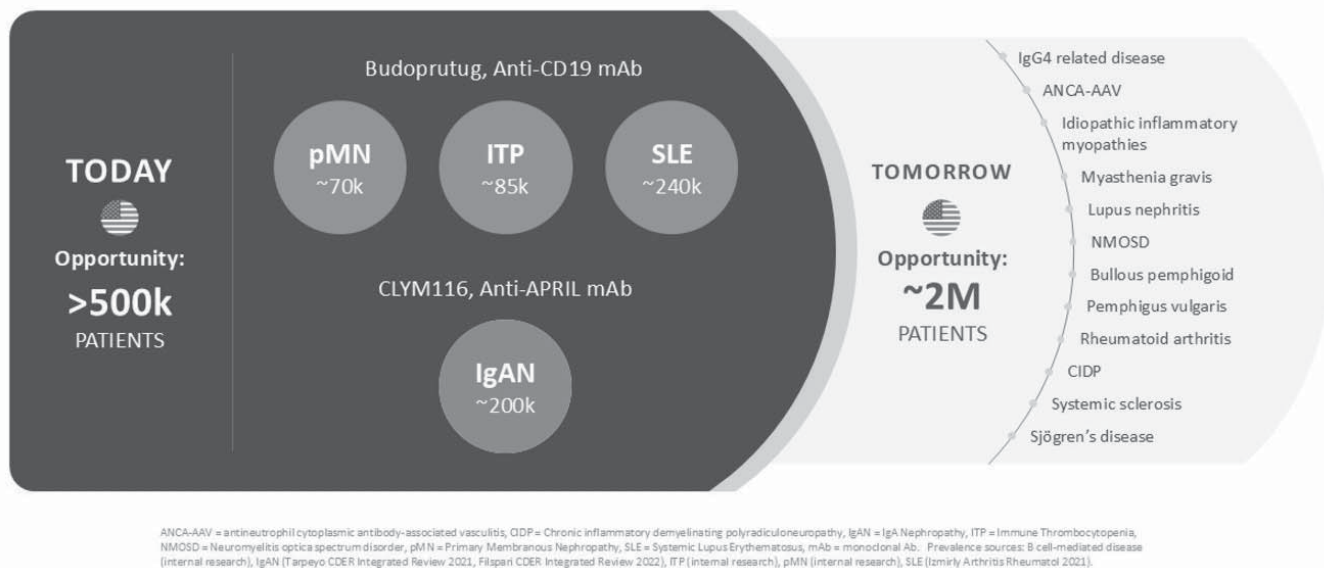 TODAY
Opportunity:
>500k
PATIENTS
Budoprutug, Anti-CD19 mAb
pMN
~70k
ITP
~85k
SLE
~240k
CLYM116, Anti-APRIL mAb
IgAN
~200k
TOMORROW
Opportunity:
~2M
PATIENTS
IgG4 related disease
ANCA-AAV
Idiopathic inflammatory
myopathies
Myasthenia gravis
Lupus nephritis
NMOSD
Bullous pemphigoid
Pemphigus vulgaris
Rheumatoid arthritis
CIDP
Systemic sclerosis
Sjögren's disease
ANCA-AAV = antineutrophil cytoplasmic antibody-associated vasculitis, CIDP = Chronic inflammatory demyelinating polyradiculoneuropathy, IgAN = IgA Nephropathy, ITP = Immune Thrombocytopenia,
NMOSD = Neuromyelitis optica spectrum disorder, pMN = Primary Membranous Nephropathy, SLE = Systemic Lupus Erythematosus, mAb = monoclonal Ab. Prevalence sources: B cell-mediated disease
(internal research), IgAN (Tarpeyo CDER Integrated Review 2021, Filspari CDER Integrated Review 2022), ITP (internal research), pMN (internal research), SLE (Izmirly Arthritis Rheumatol 2021).